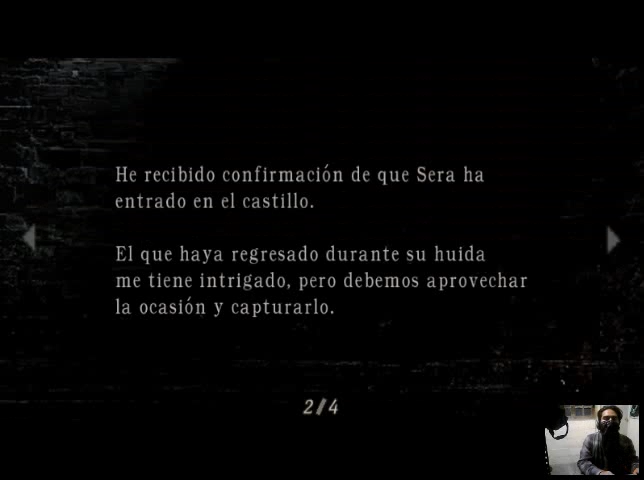 He recibido confirmación de que Sera ha
entrado en el castillo.
El que haya regresado durante su huida
me tiene intrigado, pero debemos aprovechar
la ocasión y capturarlo.
2/4